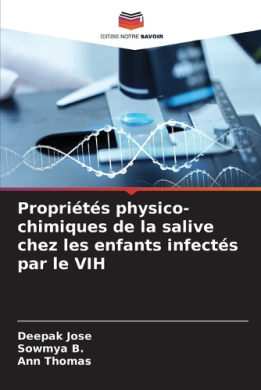 EDITIONS NOTRE SAVOIR
Propriétés physico-
chimiques de la salive
chez les enfants infectés
par le VIH
Deepak Jose
Sowmya B.
Ann Thomas